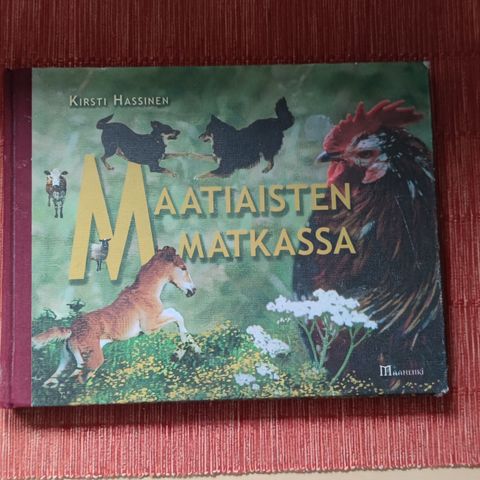 KIRSTI HASSINEN
MAATIAISTEN
MATKASSA
MAAHENKI